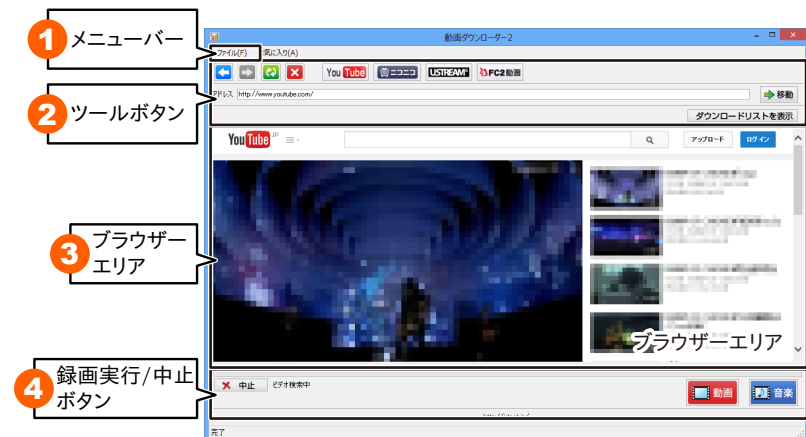 動画ダウンローダー2
1 メニューバー
ファイル(F) お気に入り(A)
You Tube ニコニコ USTREAM FC2動画
2 ツールボタン
アドレス http://www.youtube.com/ 移動
ダウンロードリストを表示
You Tube JP アップロード ログイン
3 ブラウザー
エリア
ブラウザーエリア
4 録画実行/中止
ボタン
中止 ビデオ検索中 動画 音楽
完了